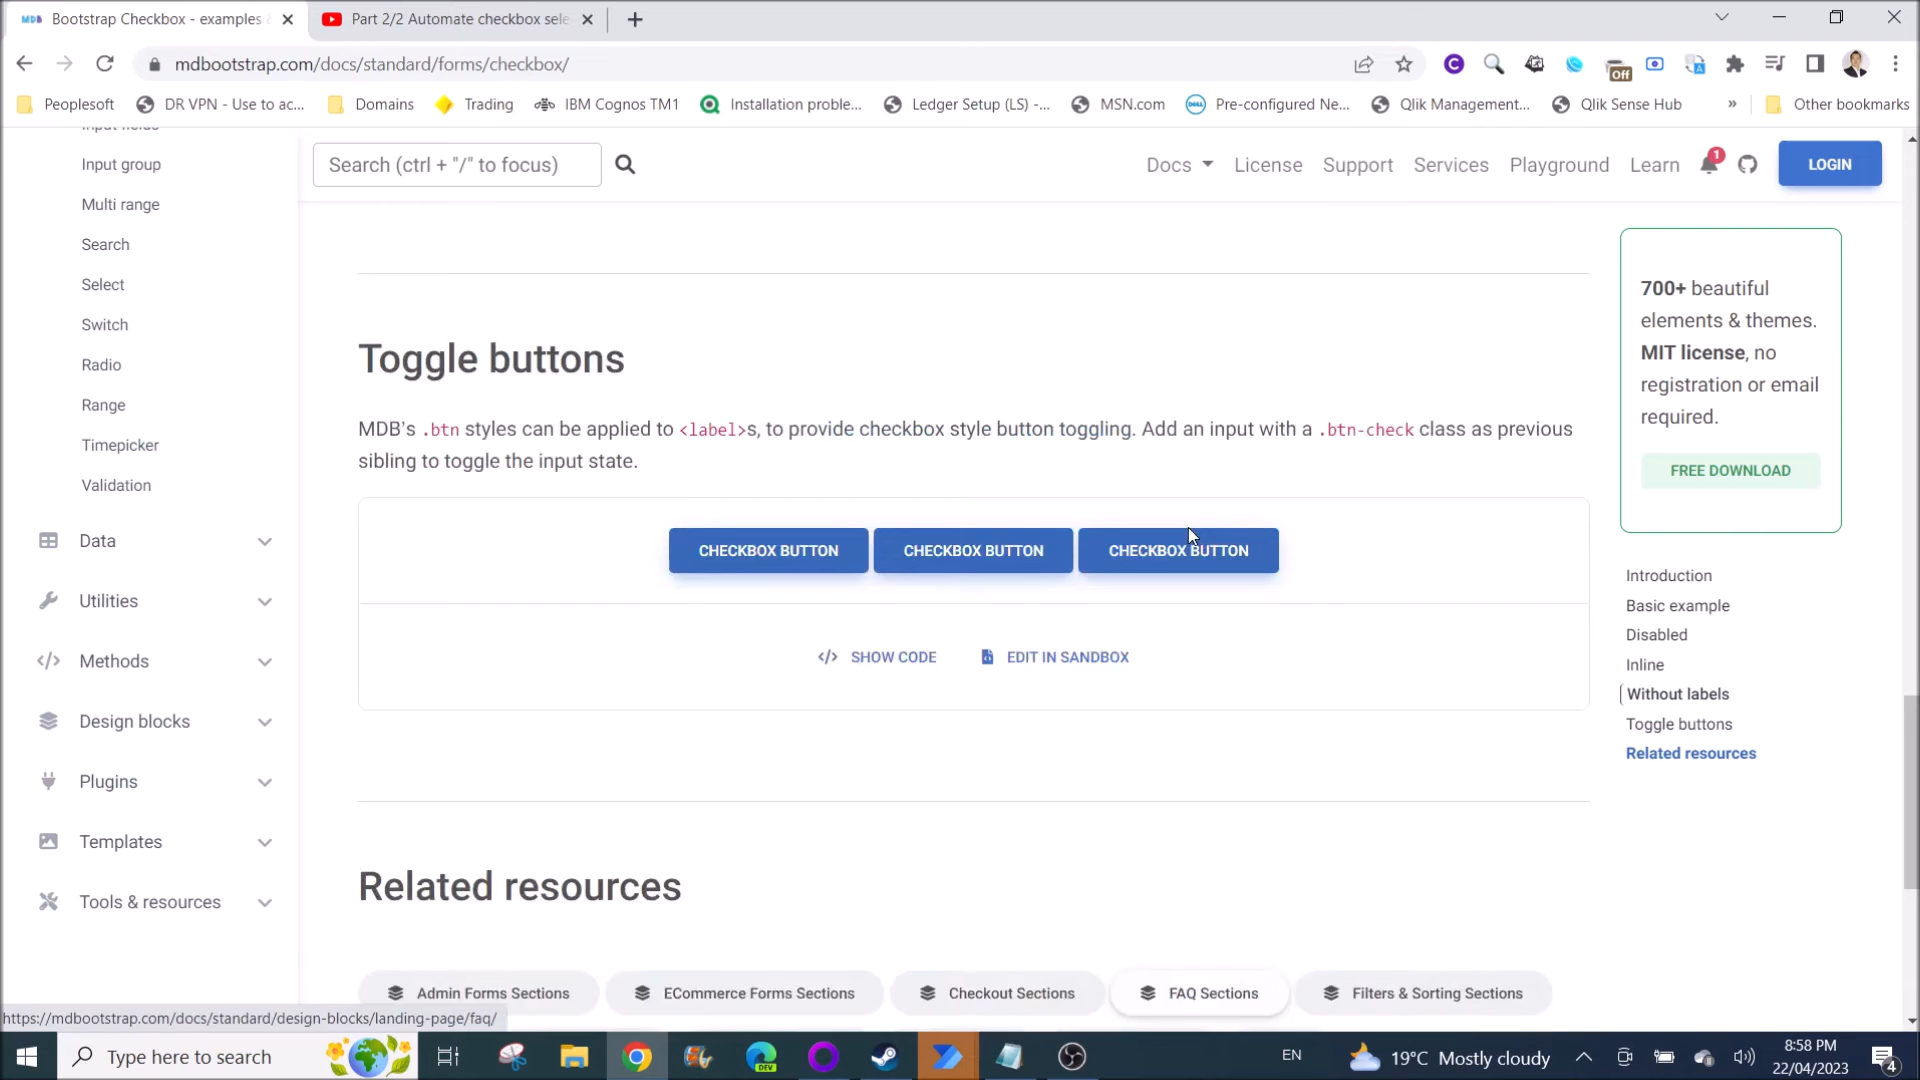 Bootstrap Checkbox - examples &
Part 2/2 Automate checkbox sele
mdbootstrap.com/docs/standard/forms/checkbox/
Off
Peoplesoft
DR VPN - Use to ac...
Domains
Trading
IBM Cognos TM1
Installation proble...
Ledger Setup (LS) -...
MSN.com
Pre-configured Ne...
Qlik Management...
Qlik Sense Hub
»
Other bookmarks
Search (ctrl + "/" to focus)
Docs
License
Support
Services
Playground
Learn
1
LOGIN
Input fields
Input group
Multi range
Search
Select
Switch
Radio
Range
Timepicker
Validation
Data
Utilities
Methods
Design blocks
Plugins
Templates
Tools & resources
Toggle buttons
MDB's .btn styles can be applied to <label>s, to provide checkbox style button toggling. Add an input with a .btn-check class as previous
sibling to toggle the input state.
CHECKBOX BUTTON
CHECKBOX BUTTON
CHECKBOX BUTTON
SHOW CODE
EDIT IN SANDBOX
Related resources
Admin Forms Sections
ECommerce Forms Sections
Checkout Sections
FAQ Sections
Filters & Sorting Sections
700+ beautiful
elements & themes.
MIT license, no
registration or email
required.
FREE DOWNLOAD
Introduction
Basic example
Disabled
Inline
Without labels
Toggle buttons
Related resources
https://mdbootstrap.com/docs/standard/design-blocks/landing-page/faq/
Type here to search
DEV
EN
19°C Mostly cloudy
8:58 PM
22/04/2023
4